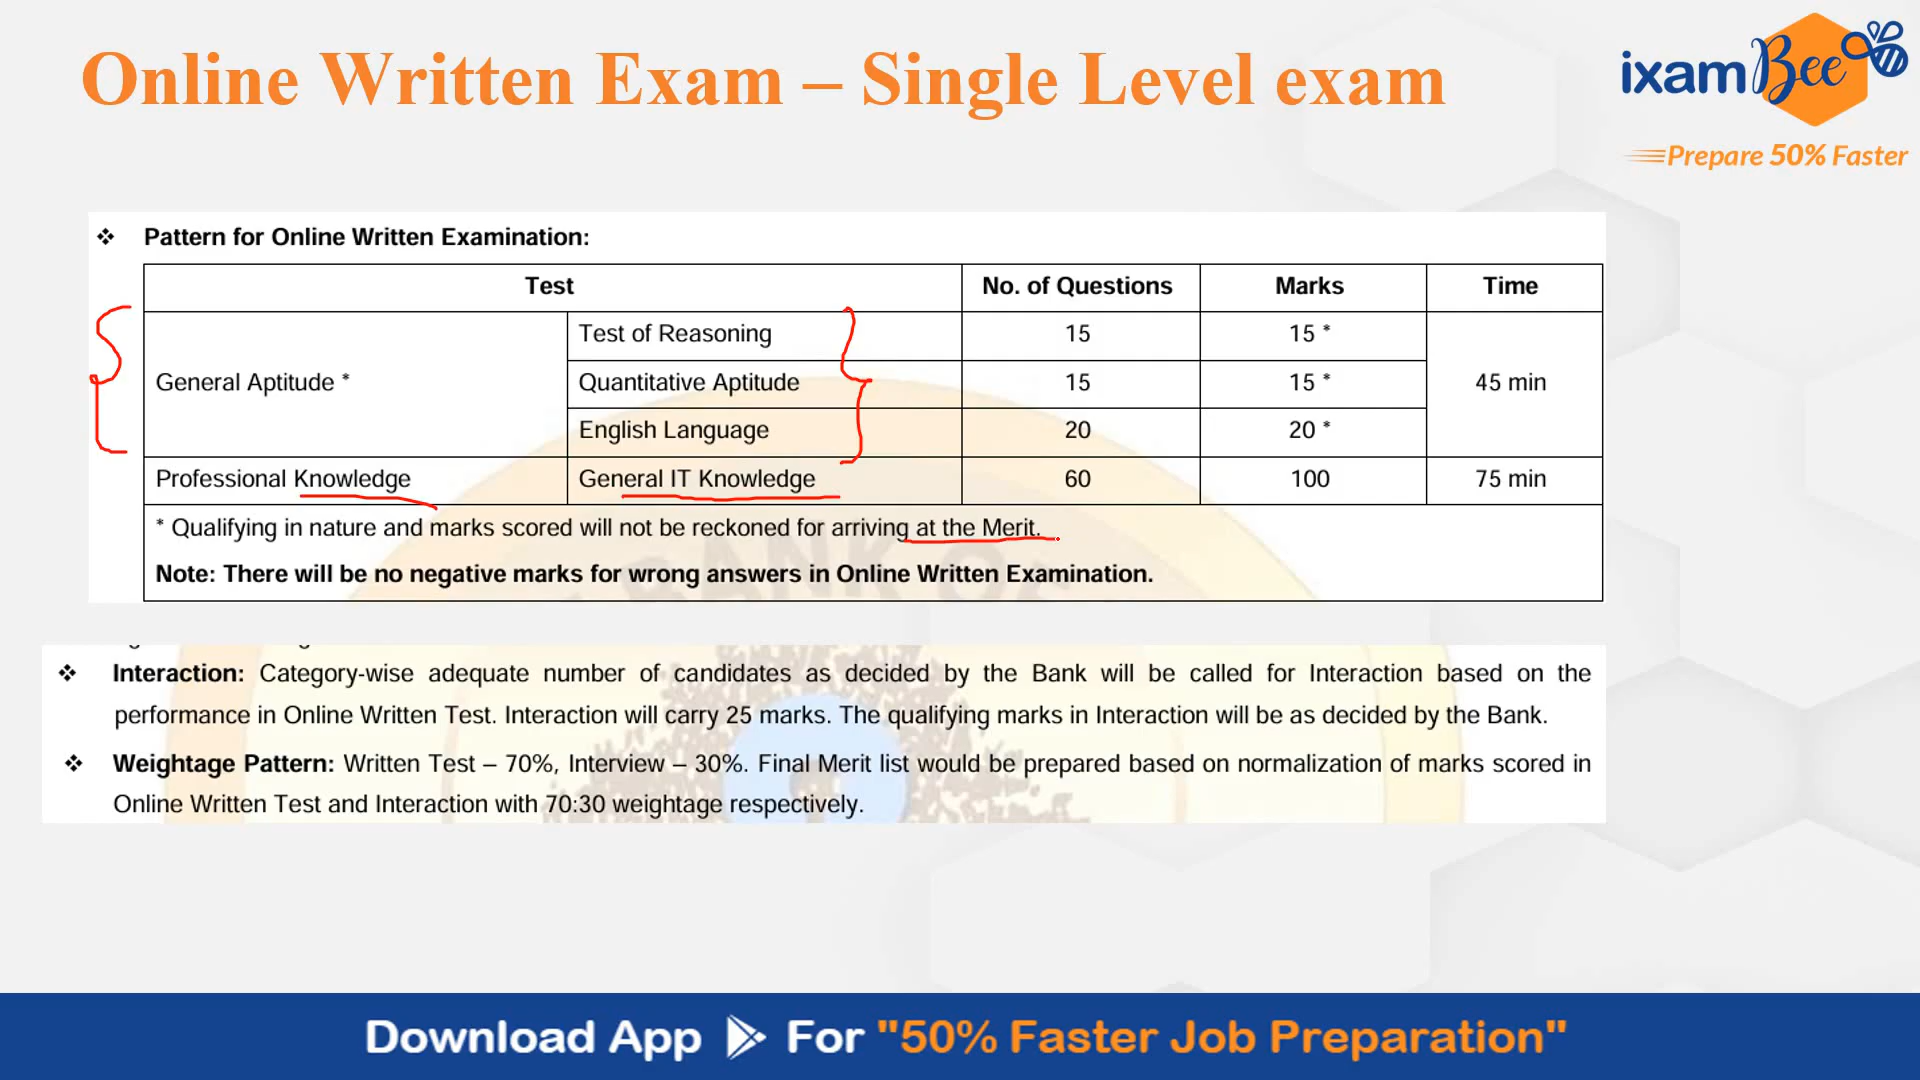 Online Written Exam – Single Level exam
ixamBee
Prepare 50% Faster
❖ Pattern for Online Written Examination:
Test No. of Questions Marks Time
General Aptitude * Test of Reasoning 15 15 * 45 min
Quantitative Aptitude 15 15 *
English Language 20 20 *
Professional Knowledge General IT Knowledge 60 100 75 min
* Qualifying in nature and marks scored will not be reckoned for arriving at the Merit.
Note: There will be no negative marks for wrong answers in Online Written Examination.
BANK OF
❖ Interaction: Category-wise adequate number of candidates as decided by the Bank will be called for Interaction based on the
performance in Online Written Test. Interaction will carry 25 marks. The qualifying marks in Interaction will be as decided by the Bank.
❖ Weightage Pattern: Written Test – 70%, Interview – 30%. Final Merit list would be prepared based on normalization of marks scored in
Online Written Test and Interaction with 70:30 weightage respectively.
Download App For "50% Faster Job Preparation"